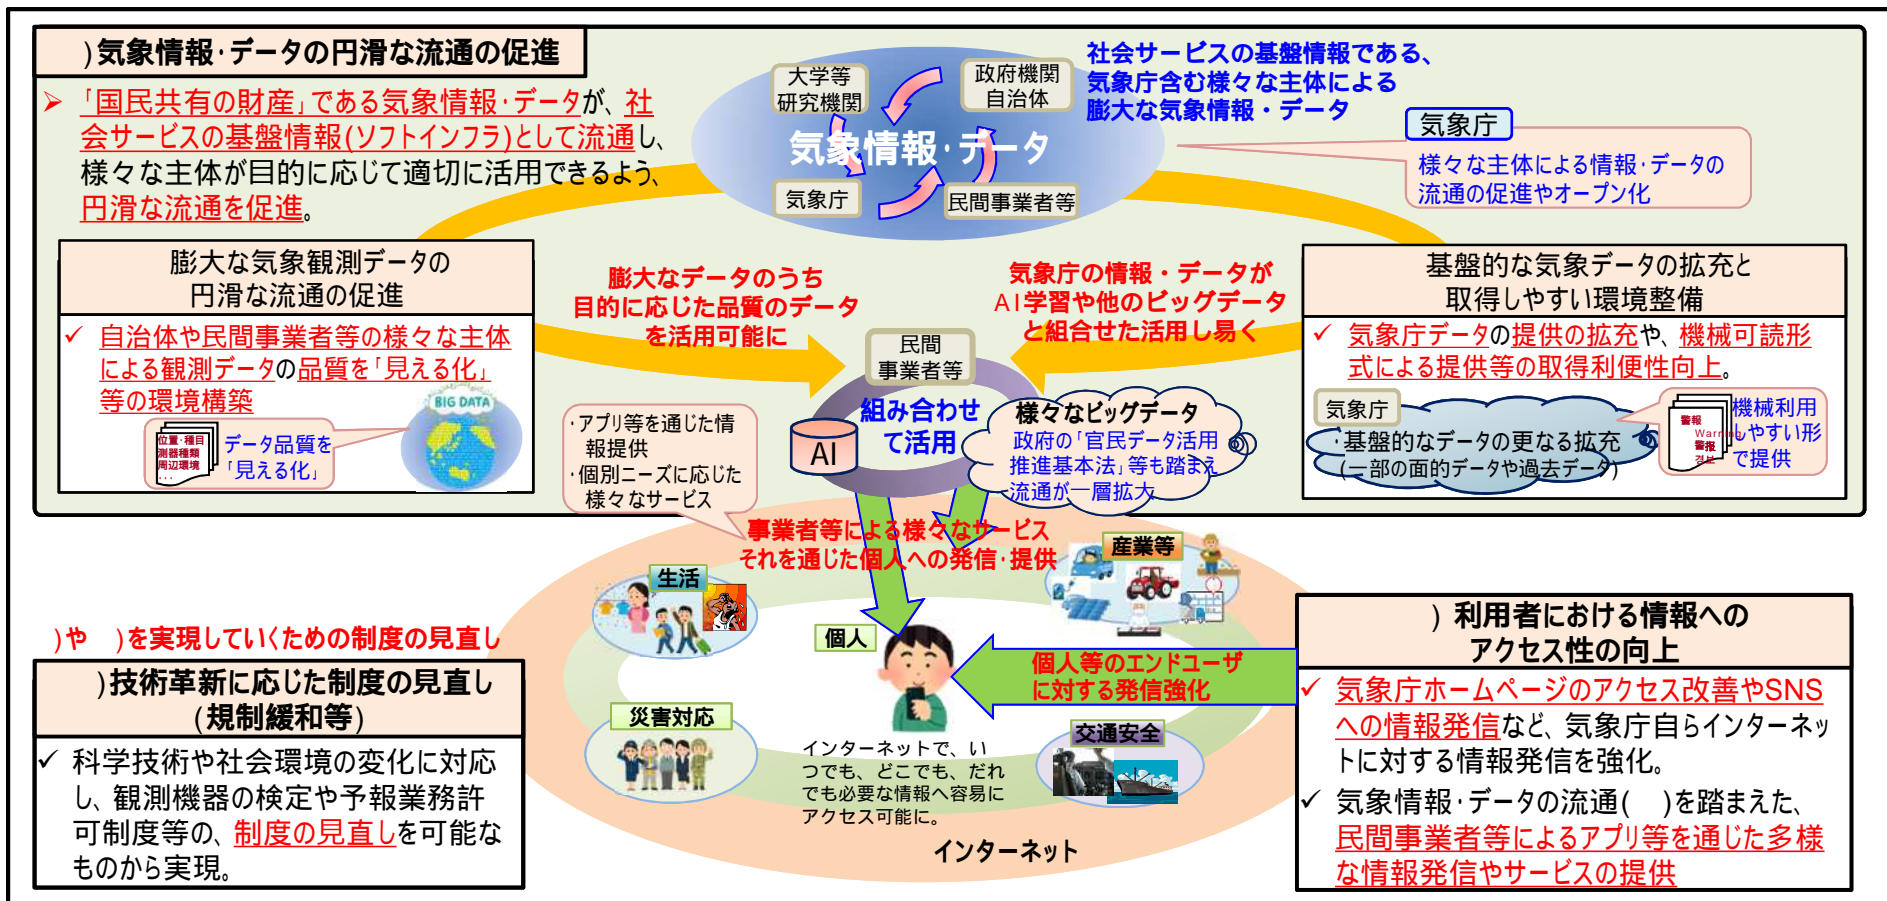 )気象情報･データの円滑な流通の促進
➢ 「国民共有の財産」である気象情報･データが、社
会サービスの基盤情報(ソフトインフラ)として流通し、
様々な主体が目的に応じて適切に活用できるよう、
円滑な流通を促進。
大学等
研究機関
政府機関
自治体
気象情報･データ
気象庁
民間事業者等
社会サービスの基盤情報である、
気象庁含む様々な主体による
膨大な気象情報・データ
気象庁
様々な主体による情報･データの
流通の促進やオープン化
膨大な気象観測データの
円滑な流通の促進
✓ 自治体や民間事業者等の様々な主体
による観測データの品質を｢見える化｣
等の環境構築
位置･種目
測器種類
周辺環境
...
データ品質を
｢見える化｣
BIG DATA
膨大なデータのうち
目的に応じた品質のデータ
を活用可能に
気象庁の情報・データが
AI学習や他のビッグデータ
と組合せた活用し易く
民間
事業者等
組み合わせ
て活用
AI
様々なビッグデータ
政府の｢官民データ活用
推進基本法｣等も踏まえ
流通が一層拡大
･アプリ等を通じた情
報提供
･個別ニーズに応じた
様々なサービス
基盤的な気象データの拡充と
取得しやすい環境整備
✓ 気象庁データの提供の拡充や、機械可読形
式による提供等の取得利便性向上。
気象庁
･基盤的なデータの更なる拡充
(一部の面的データや過去データ)
警報
Warning
警报
경보
機械利用
しやすい形
で提供
事業者等による様々なサービス
それを通じた個人への発信･提供
生活
産業等
個人
災害対応
交通安全
個人等のエンドユーザ
に対する発信強化
インターネットで、い
つでも、どこでも、だれ
でも必要な情報へ容易に
アクセス可能に。
インターネット
)や )を実現していくための制度の見直し
)技術革新に応じた制度の見直し
(規制緩和等)
✓ 科学技術や社会環境の変化に対応
し、観測機器の検定や予報業務許
可制度等の、制度の見直しを可能な
ものから実現。
) 利用者における情報への
アクセス性の向上
✓ 気象庁ホームページのアクセス改善やSNS
への情報発信など、気象庁自らインターネッ
トに対する情報発信を強化。
✓ 気象情報･データの流通( )を踏まえた、
民間事業者等によるアプリ等を通じた多様
な情報発信やサービスの提供